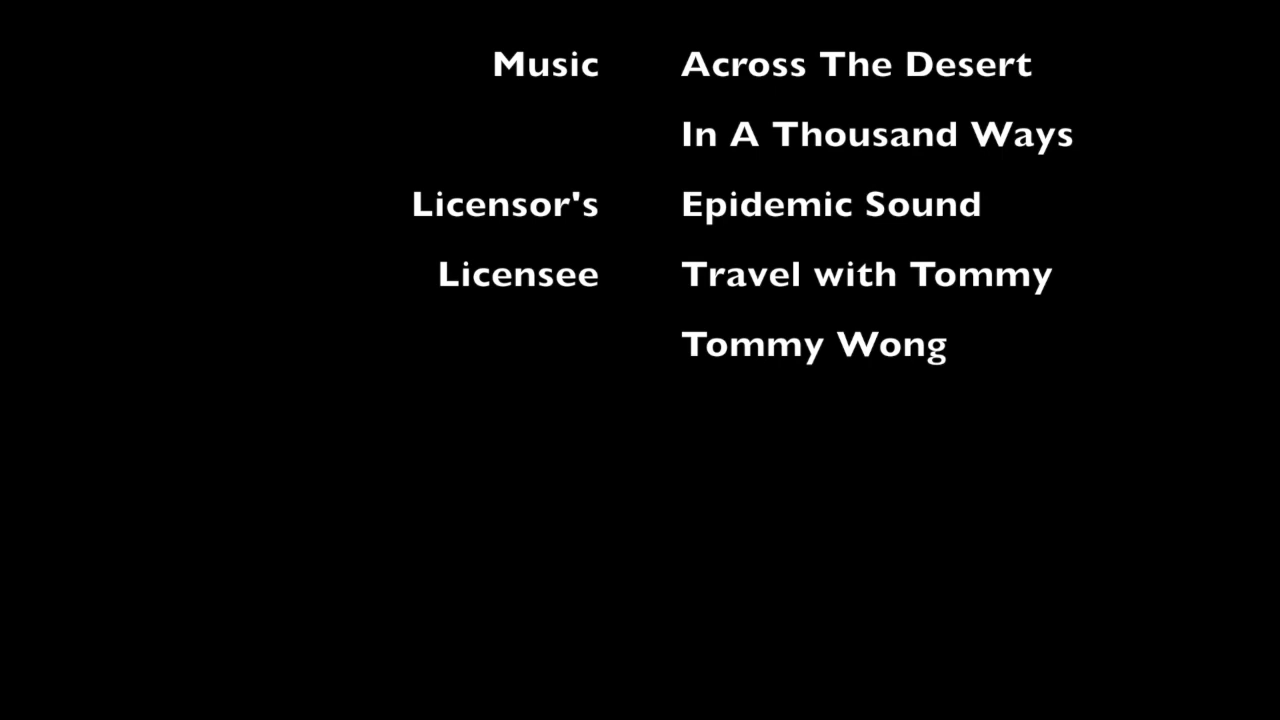 Music Across The Desert
In A Thousand Ways
Licensor's Epidemic Sound
Licensee Travel with Tommy
Tommy Wong